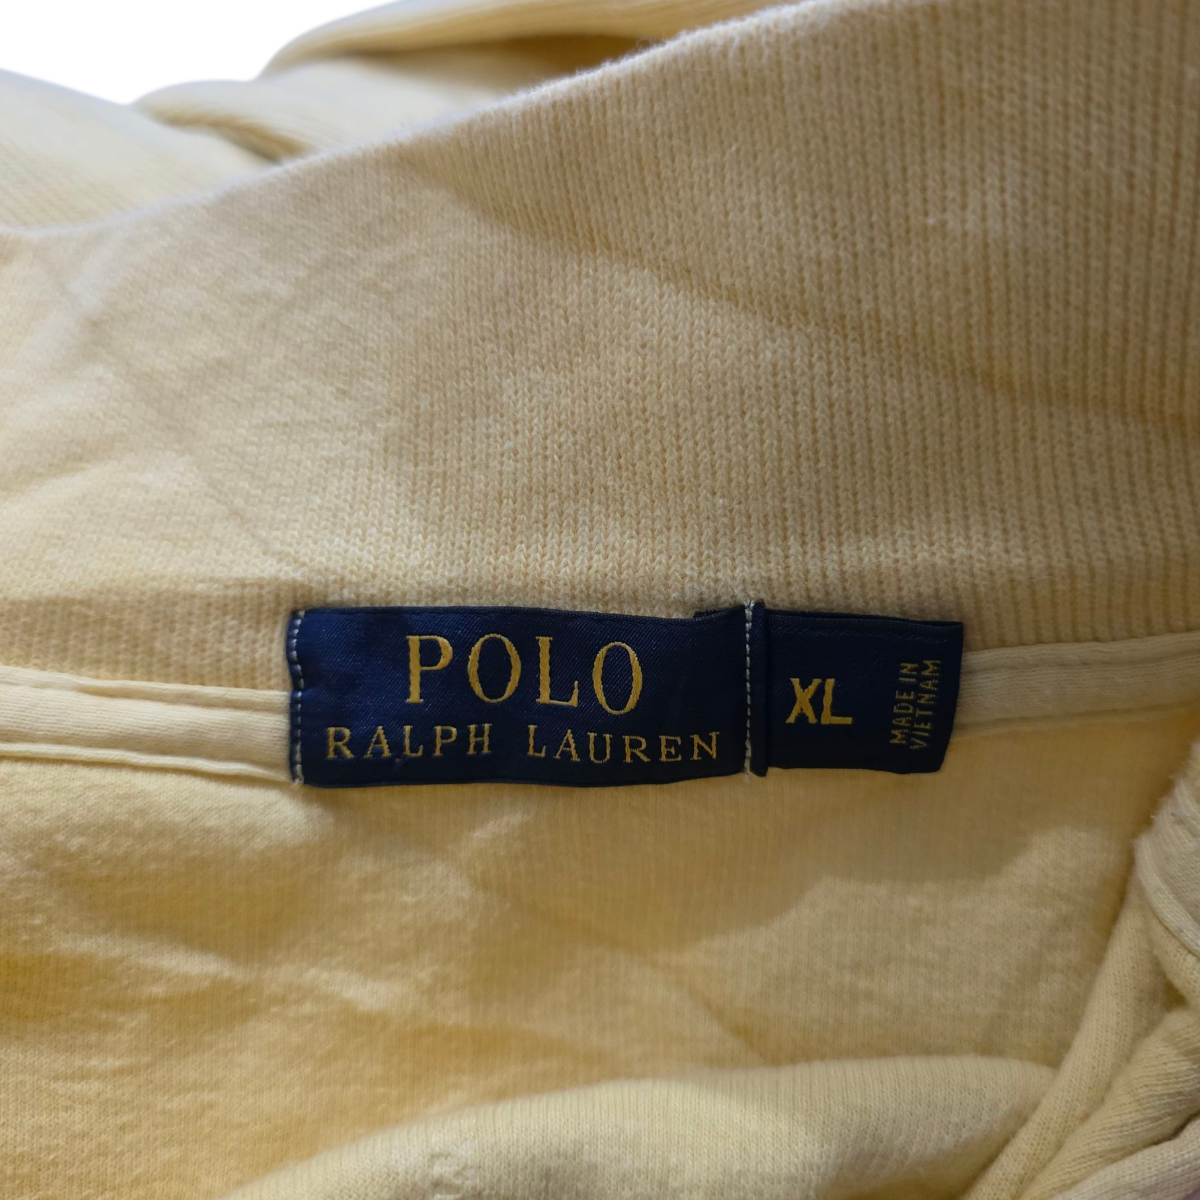 POLO
RALPH LAUREN
XL
MADE IN
VIETNAM